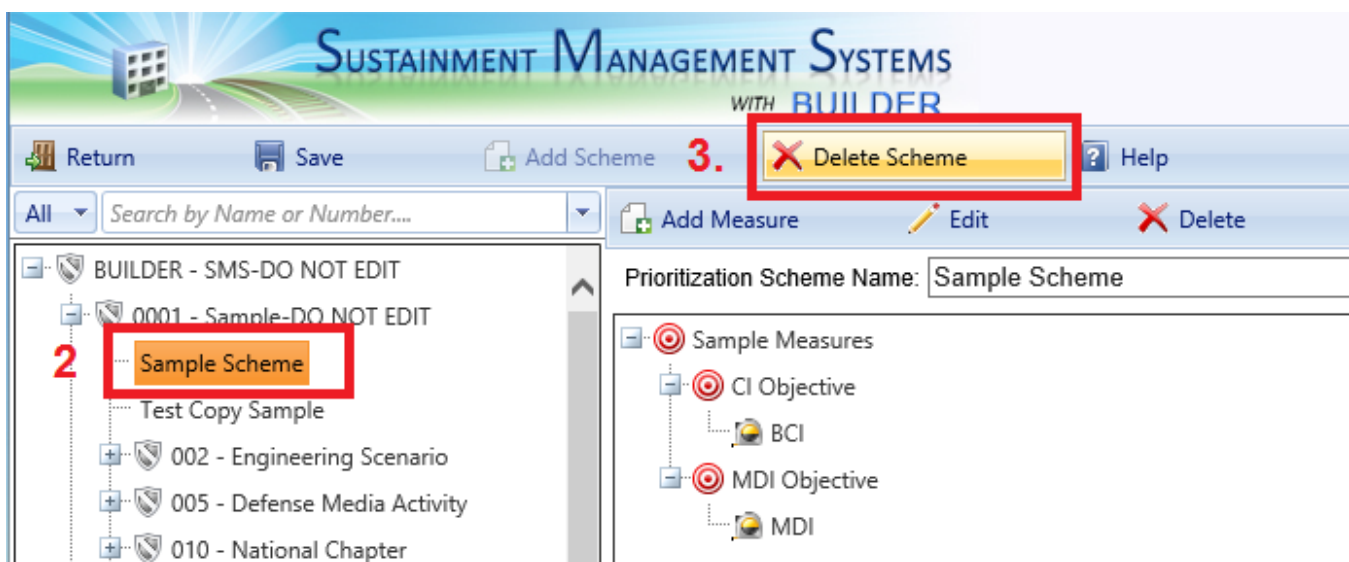 SUSTAINMENT MANAGEMENT SYSTEMS
WITH BUILDER
Return Save Add Scheme 3. Delete Scheme ? Help
All Search by Name or Number....
Add Measure Edit Delete
BUILDER - SMS-DO NOT EDIT
Prioritization Scheme Name: Sample Scheme
0001 - Sample-DO NOT EDIT
2 Sample Scheme
Test Copy Sample
002 - Engineering Scenario
005 - Defense Media Activity
010 - National Chapter
Sample Measures
CI Objective
BCI
MDI Objective
MDI